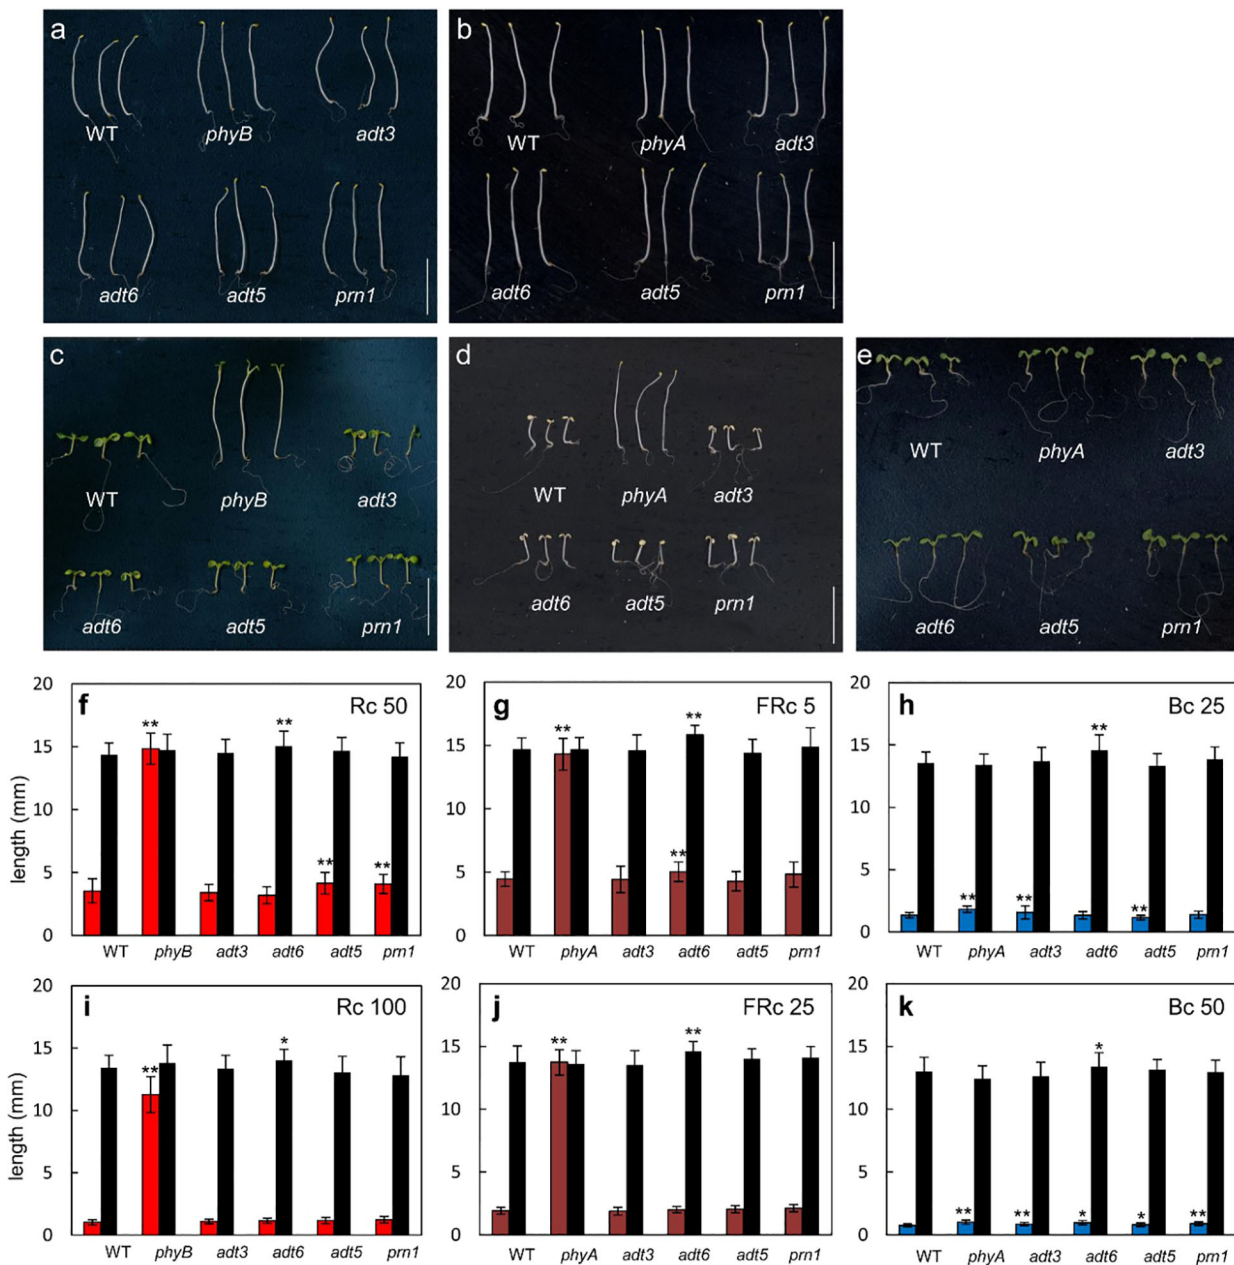 a
WT phyB adt3
adt6 adt5 prn1
b
WT phyA adt3
adt6 adt5 prn1
c
WT phyB adt3
adt6 adt5 prn1
d
WT phyA adt3
adt6 adt5 prn1
e
WT phyA adt3
adt6 adt5 prn1
f Rc 50
length (mm)
20
15
10
5
0
** ** ** **
WT phyB adt3 adt6 adt5 prn1
g FRc 5
20
15
10
5
0
** ** **
WT phyA adt3 adt6 adt5 prn1
h Bc 25
20
15
10
5
0
** ** ** **
WT phyA adt3 adt6 adt5 prn1
i Rc 100
length (mm)
20
15
10
5
0
** *
WT phyB adt3 adt6 adt5 prn1
j FRc 25
20
15
10
5
0
** **
WT phyA adt3 adt6 adt5 prn1
k Bc 50
20
15
10
5
0
*
** ** * * **
WT phyA adt3 adt6 adt5 prn1